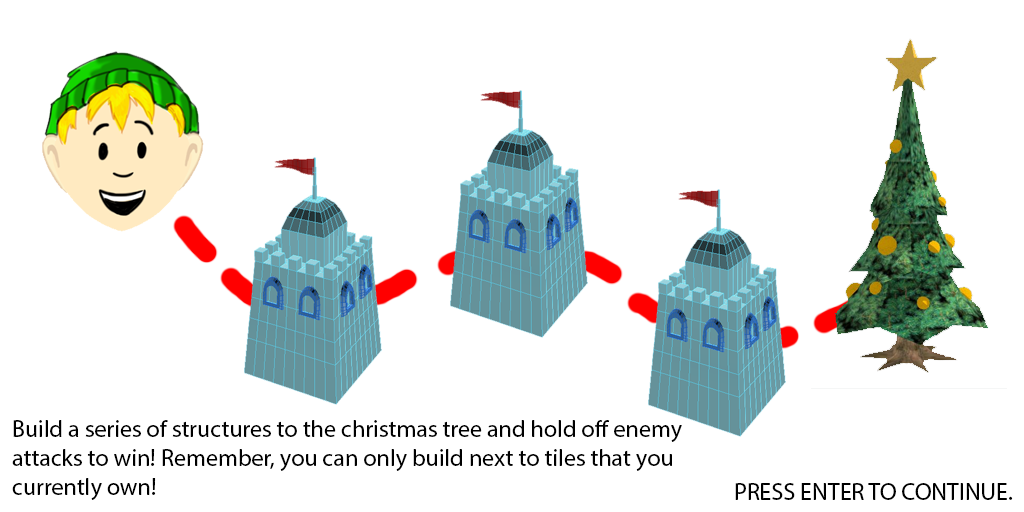 Build a series of structures to the christmas tree and hold off enemy
attacks to win! Remember, you can only build next to tiles that you
currently own!
PRESS ENTER TO CONTINUE.